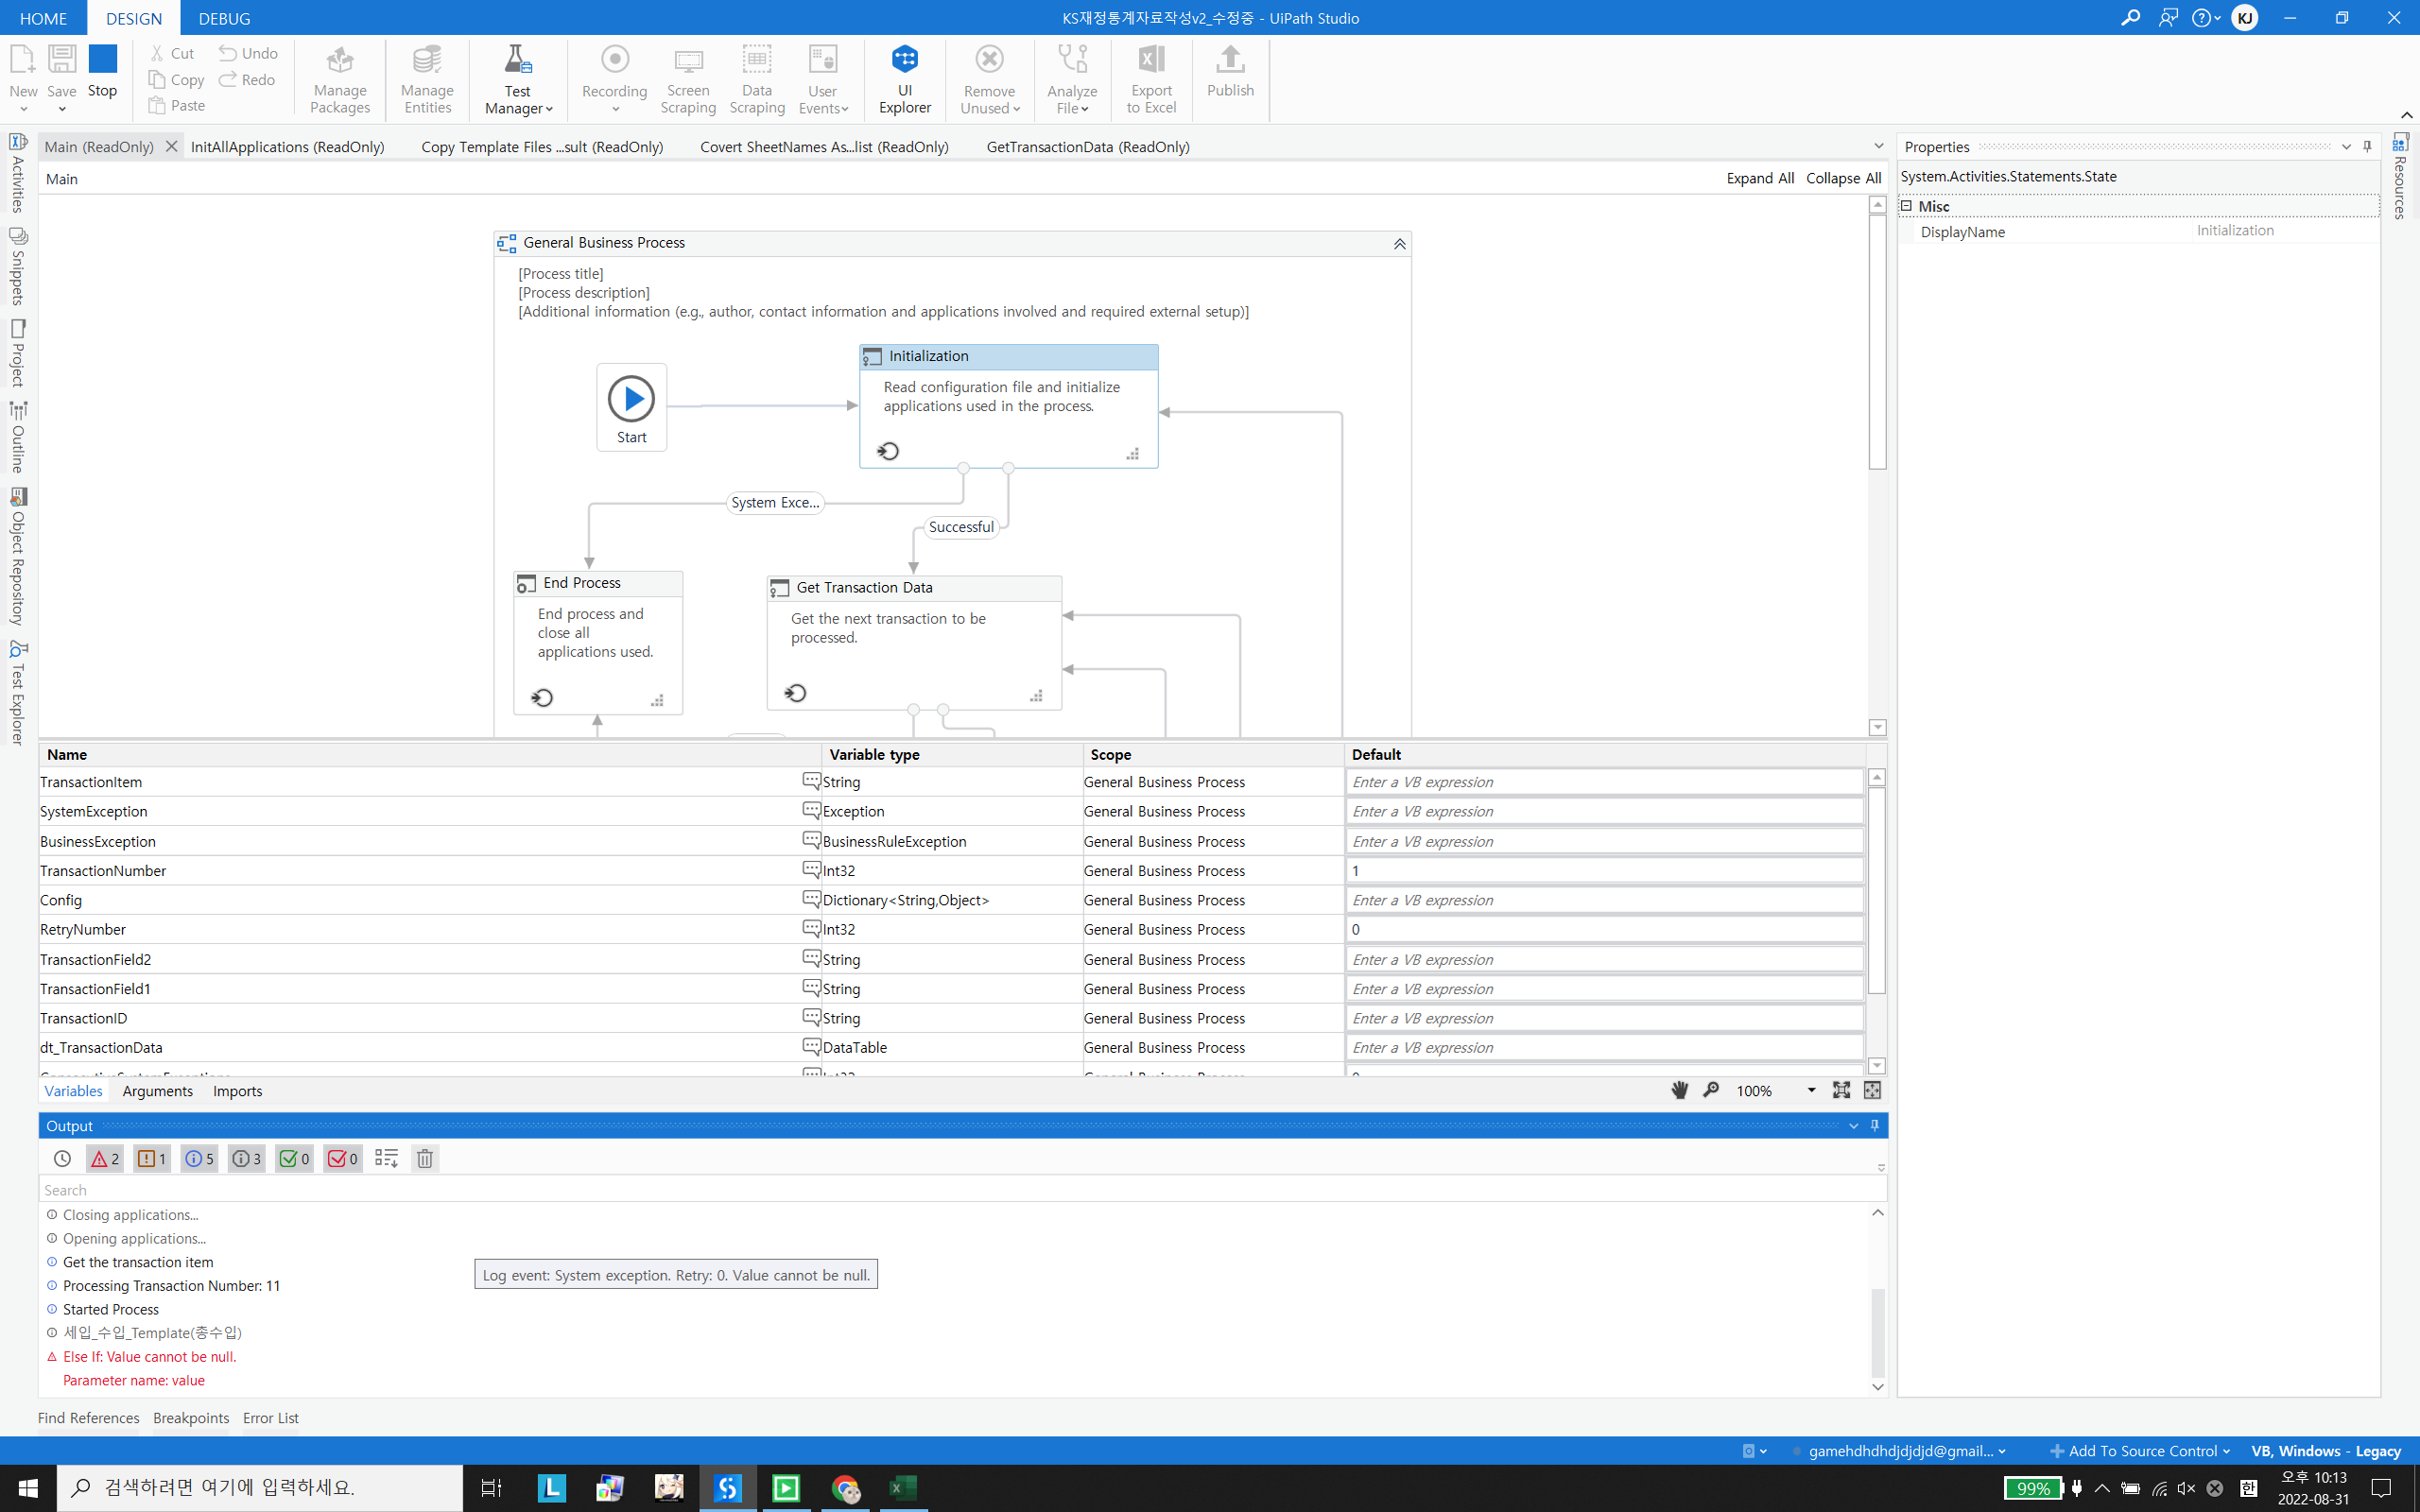 HOME DESIGN DEBUG KS재정통계자료작성v2_수정중 - UiPath Studio KJ
New Save Stop Cut Copy Paste Undo Redo
Manage Packages
Manage Entities
Test Manager
Recording
Screen Scraping
Data Scraping
User Events
UI Explorer
Remove Unused
Analyze File
Export to Excel
Publish
Activities
Snippets
Project
Outline
Object Repository
Test Explorer
Main (ReadOnly) InitAllApplications (ReadOnly) Copy Template Files ...sult (ReadOnly) Covert SheetNames As...list (ReadOnly) GetTransactionData (ReadOnly)
Main Expand All Collapse All
General Business Process
[Process title]
[Process description]
[Additional information (e.g., author, contact information and applications involved and required external setup)]
Start
Initialization
Read configuration file and initialize
applications used in the process.
System Exce...
Successful
End Process
End process and
close all
applications used.
Get Transaction Data
Get the next transaction to be
processed.
Properties
System.Activities.Statements.State
Misc
DisplayName Initialization
Resources
Name Variable type Scope Default
TransactionItem String General Business Process Enter a VB expression
SystemException Exception General Business Process Enter a VB expression
BusinessException BusinessRuleException General Business Process Enter a VB expression
TransactionNumber Int32 General Business Process 1
Config Dictionary<String,Object> General Business Process Enter a VB expression
RetryNumber Int32 General Business Process 0
TransactionField2 String General Business Process Enter a VB expression
TransactionField1 String General Business Process Enter a VB expression
TransactionID String General Business Process Enter a VB expression
dt_TransactionData DataTable General Business Process Enter a VB expression
Variables Arguments Imports 100%
Output
2 1 5 3 0 0
Search
Closing applications...
Opening applications...
Get the transaction item
Log event: System exception. Retry: 0. Value cannot be null.
Processing Transaction Number: 11
Started Process
세입_수입_Template(총수입)
Else If: Value cannot be null.
Parameter name: value
Find References Breakpoints Error List
gamehdhdhdjdjdjd@gmail... Add To Source Control VB, Windows - Legacy
검색하려면 여기에 입력하세요.
99% 한 오후 10:13
2022-08-31